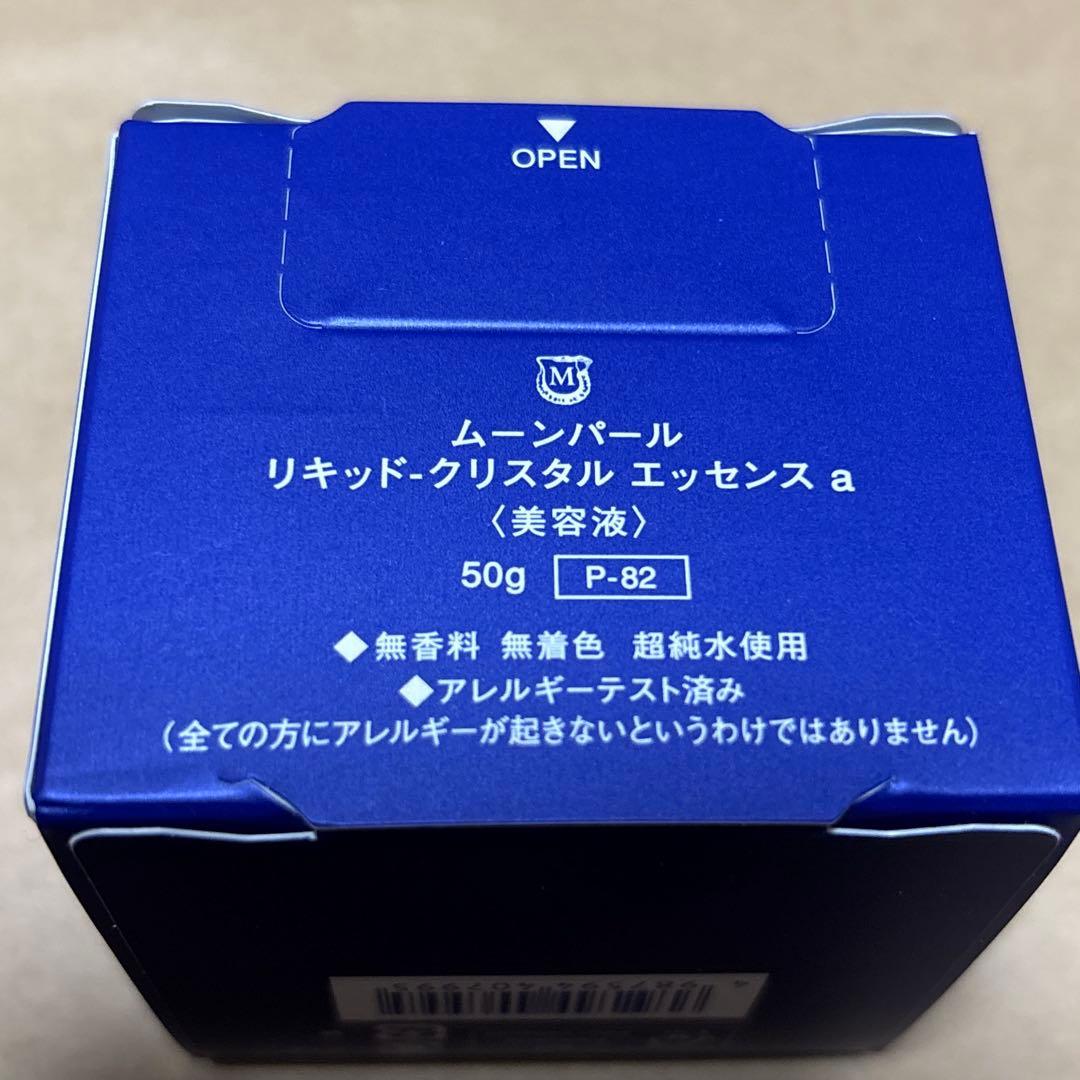 OPEN
M
ムーンパール
リキッド-クリスタル エッセンス a
〈美容液〉
50g P-82
◆無香料 無着色 超純水使用
◆アレルギーテスト済み
(全ての方にアレルギーが起きないというわけではありません)